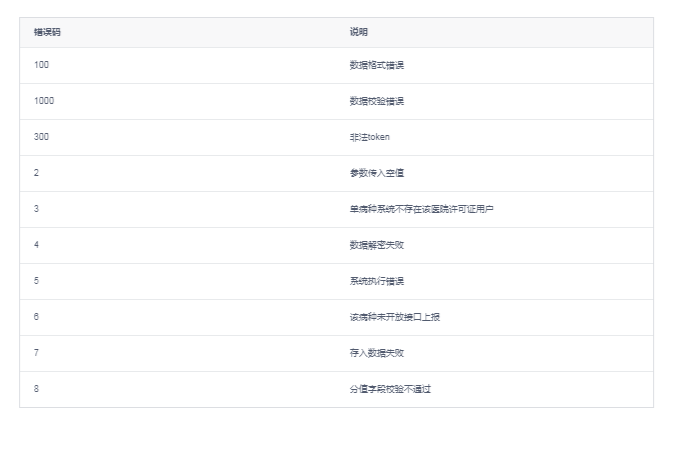 错误码 说明
100 数据格式错误
1000 数据校验错误
300 非法token
2 参数传入空值
3 单病种系统不存在该医院许可证用户
4 数据解密失败
5 系统执行错误
6 该病种未开放接口上报
7 存入数据失败
8 分值字段校验不通过